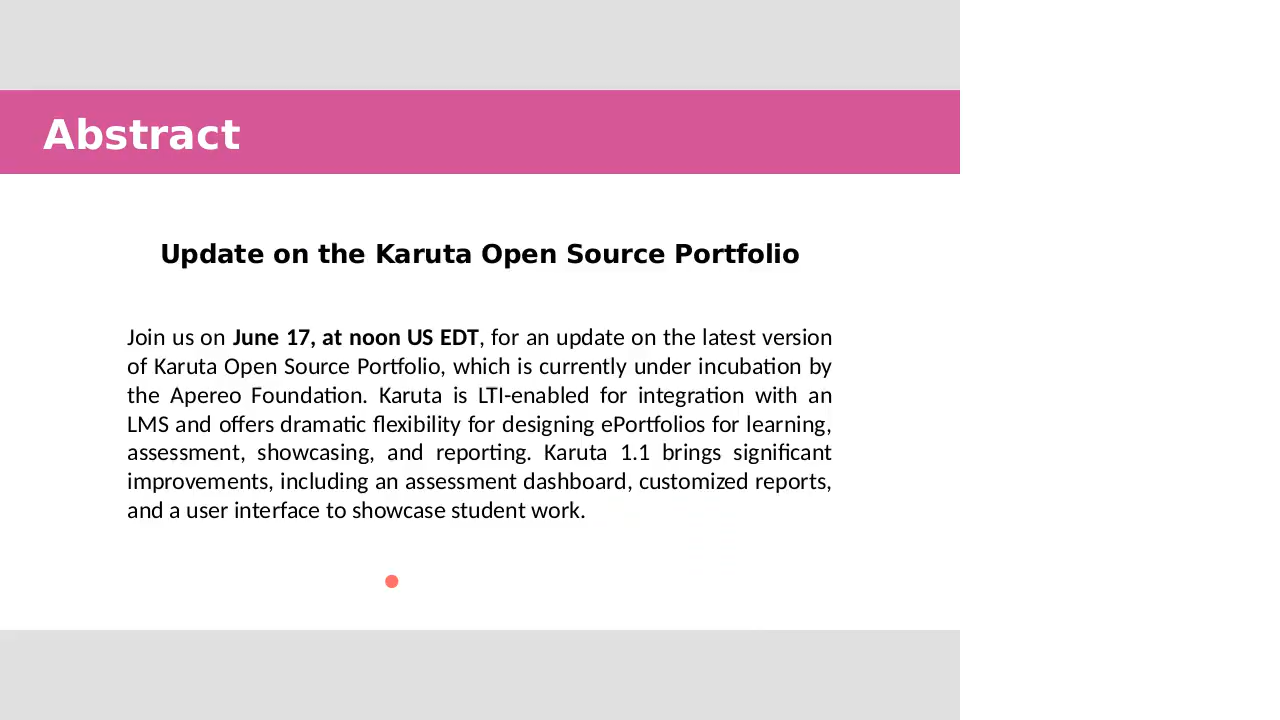 Abstract
Update on the Karuta Open Source Portfolio
Join us on June 17, at noon US EDT, for an update on the latest version
of Karuta Open Source Portfolio, which is currently under incubation by
the Apereo Foundation. Karuta is LTI-enabled for integration with an
LMS and offers dramatic flexibility for designing ePortfolios for learning,
assessment, showcasing, and reporting. Karuta 1.1 brings significant
improvements, including an assessment dashboard, customized reports,
and a user interface to showcase student work.